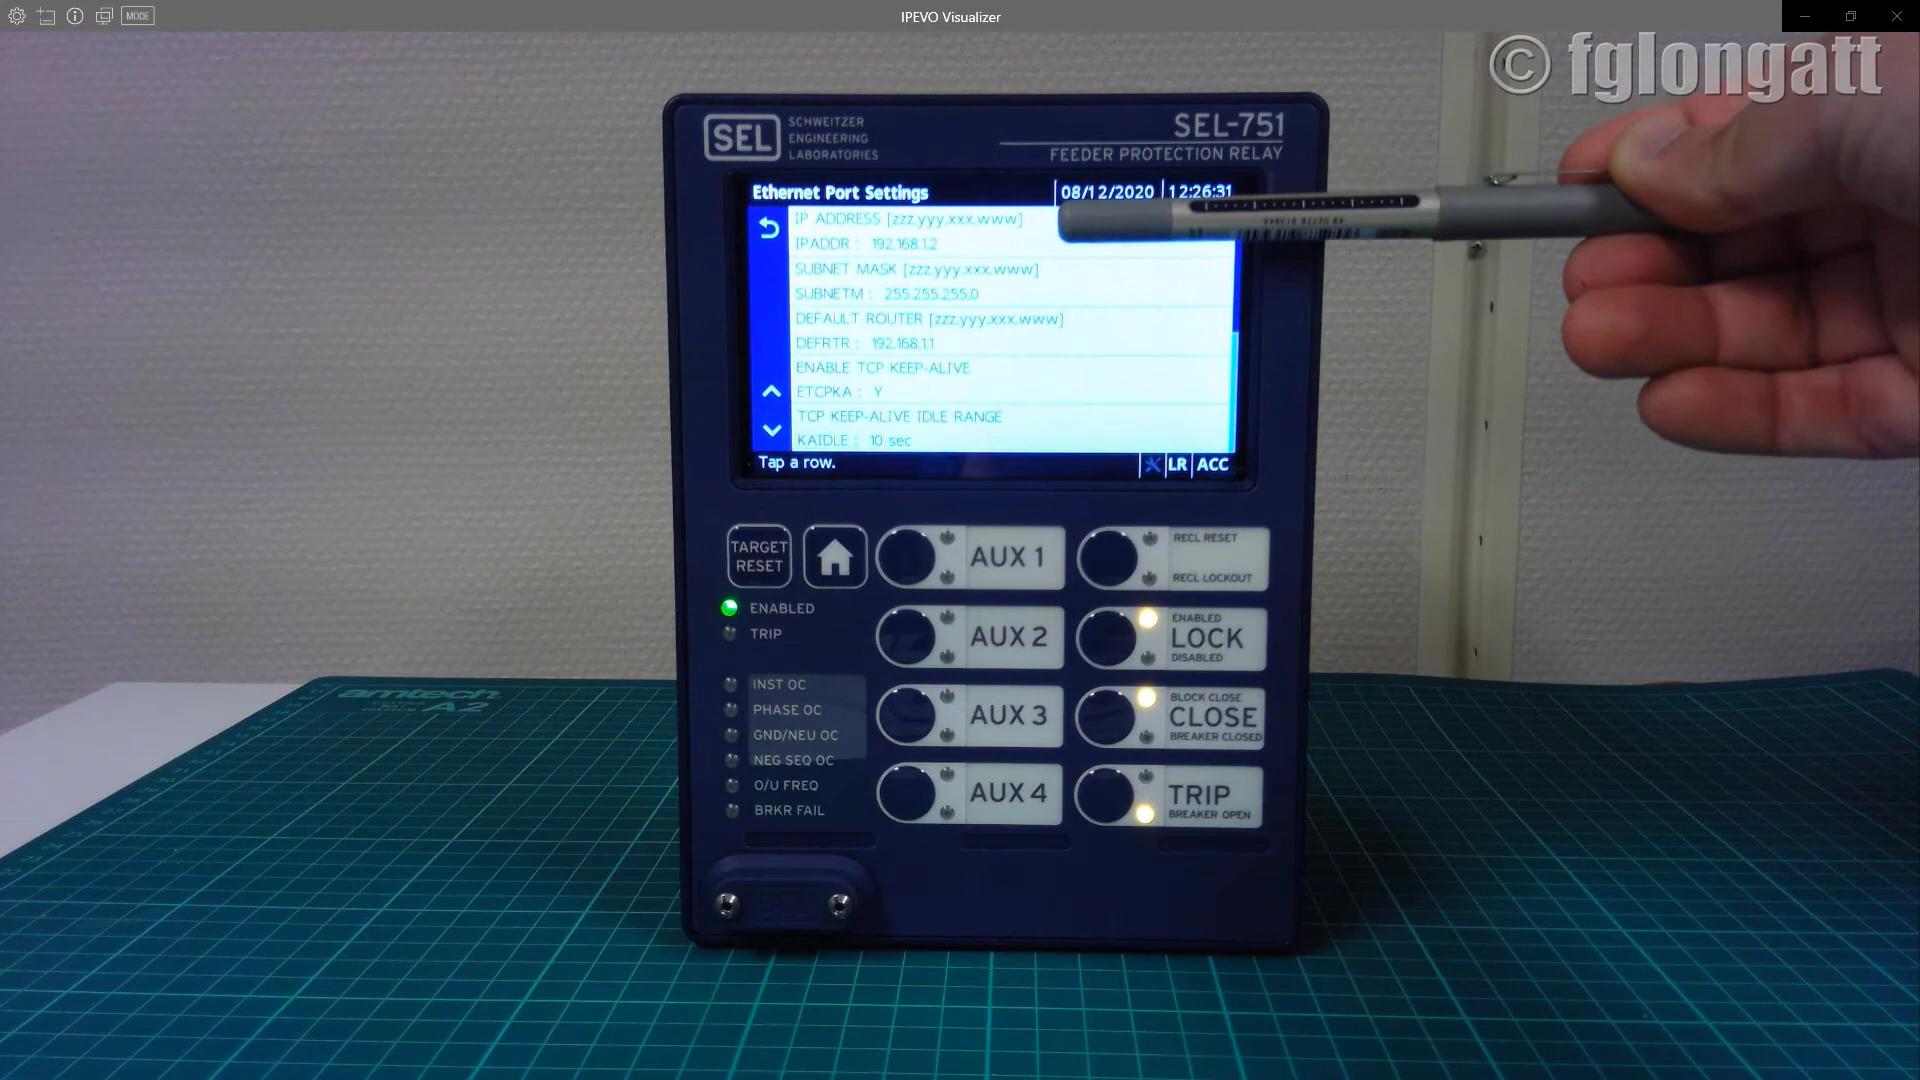 MODE
IPEVO Visualizer
© fglongatt
SEL
SCHWEITZER
ENGINEERING
LABORATORIES
SEL-751
FEEDER PROTECTION RELAY
Ethernet Port Settings
08/12/2020
12:26:31
IP ADDRESS [zzz.yyy.xxx.www]
IPADDR : 192.168.1.2
SUBNET MASK [zzz.yyy.xxx.www]
SUBNETM : 255.255.255.0
DEFAULT ROUTER [zzz.yyy.xxx.www]
DEFRTR : 192.168.1.1
ENABLE TCP KEEP-ALIVE
ETCPKA : Y
TCP KEEP-ALIVE IDLE RANGE
KAIDLE : 10 sec
Tap a row.
LR
ACC
TARGET
RESET
AUX 1
RECL RESET
RECL LOCKOUT
ENABLED
TRIP
AUX 2
ENABLED
LOCK
DISABLED
INST OC
PHASE OC
GND/NEU OC
NEG SEQ OC
O/U FREQ
BRKR FAIL
AUX 3
BLOCK CLOSE
CLOSE
BREAKER CLOSED
AUX 4
TRIP
BREAKER OPEN
amtech
A2